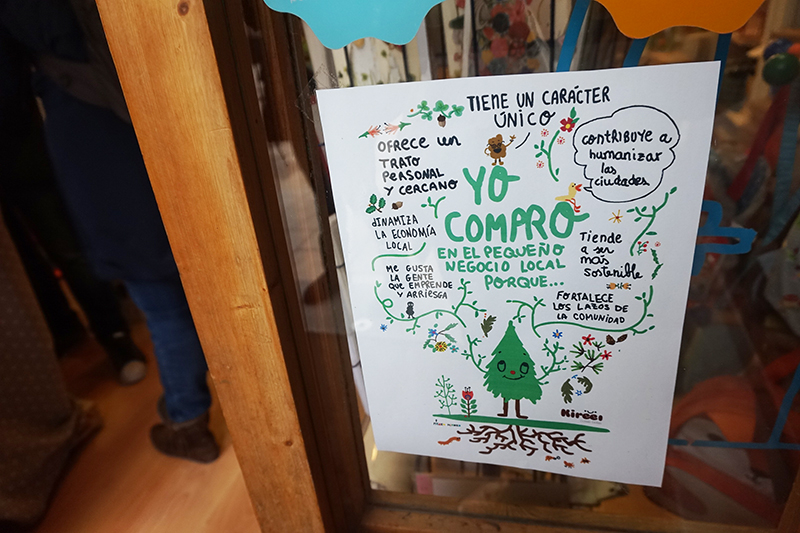 TIENE UN CARÁCTER
ÚNICO
OFRECE UN
TRATO
PERSONAL
Y CERCANO
CONTRIBUYE A
humanizar
las
ciudades
YO
COMPRO
EN EL PEQUEÑO
NEGOCIO LOCAL
PORQUE...
dINAMIZA
LA ECONOMÍA
LOCAL
Tiende
a ser
más
sostenible
ME GUSTA
LA GENTE
QUE EMPRENDE
Y ARRIESGA
FORTALECE
LOS LAZOS DE
LA COMUNIDAD
Kireei